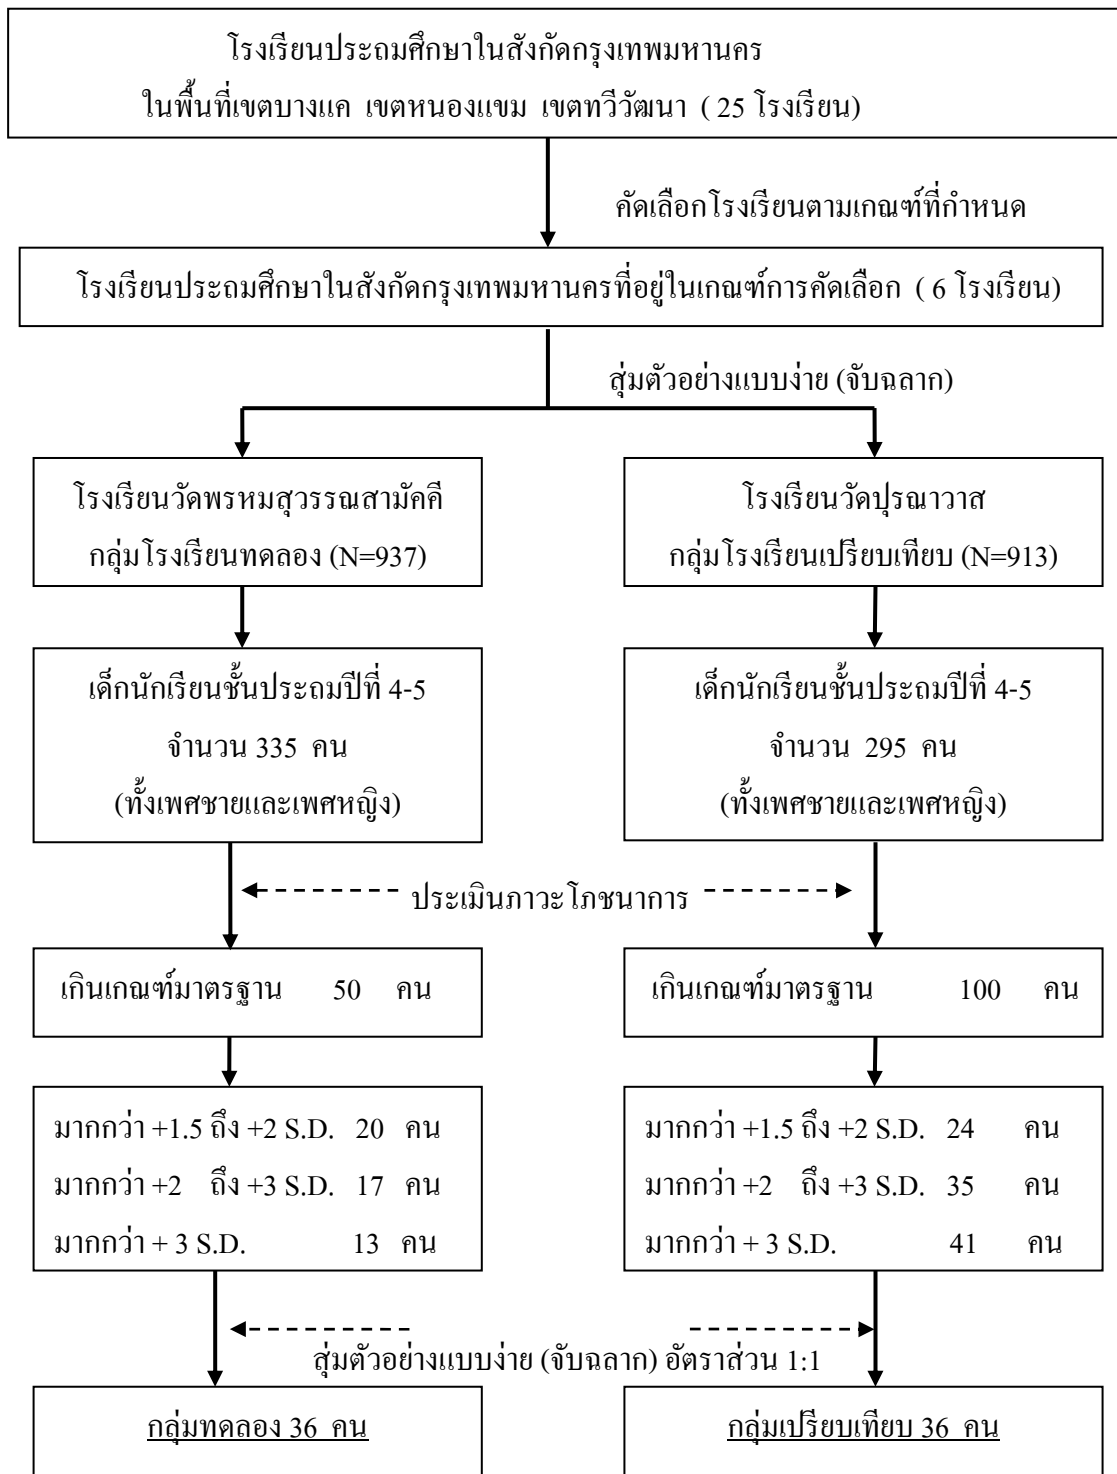 โรงเรียนประถมศึกษาในสังกัดกรุงเทพมหานคร
ในพื้นที่เขตบางแค เขตหนองแขม เขตทวีวัฒนา ( 25 โรงเรียน)
คัดเลือกโรงเรียนตามเกณฑ์ที่กำหนด
โรงเรียนประถมศึกษาในสังกัดกรุงเทพมหานครที่อยู่ในเกณฑ์การคัดเลือก ( 6 โรงเรียน)
สุ่มตัวอย่างแบบง่าย (จับฉลาก)
โรงเรียนวัดพรหมสุวรรณสามัคคี
กลุ่มโรงเรียนทดลอง (N=937)
โรงเรียนวัดปุรณาวาส
กลุ่มโรงเรียนเปรียบเทียบ (N=913)
เด็กนักเรียนชั้นประถมปีที่ 4-5
จำนวน 335 คน
(ทั้งเพศชายและเพศหญิง)
เด็กนักเรียนชั้นประถมปีที่ 4-5
จำนวน 295 คน
(ทั้งเพศชายและเพศหญิง)
ประเมินภาวะโภชนาการ
เกินเกณฑ์มาตรฐาน 50 คน
เกินเกณฑ์มาตรฐาน 100 คน
มากกว่า +1.5 ถึง +2 S.D. 20 คน
มากกว่า +2 ถึง +3 S.D. 17 คน
มากกว่า + 3 S.D. 13 คน
มากกว่า +1.5 ถึง +2 S.D. 24 คน
มากกว่า +2 ถึง +3 S.D. 35 คน
มากกว่า + 3 S.D. 41 คน
สุ่มตัวอย่างแบบง่าย (จับฉลาก) อัตราส่วน 1:1
กลุ่มทดลอง 36 คน
กลุ่มเปรียบเทียบ 36 คน